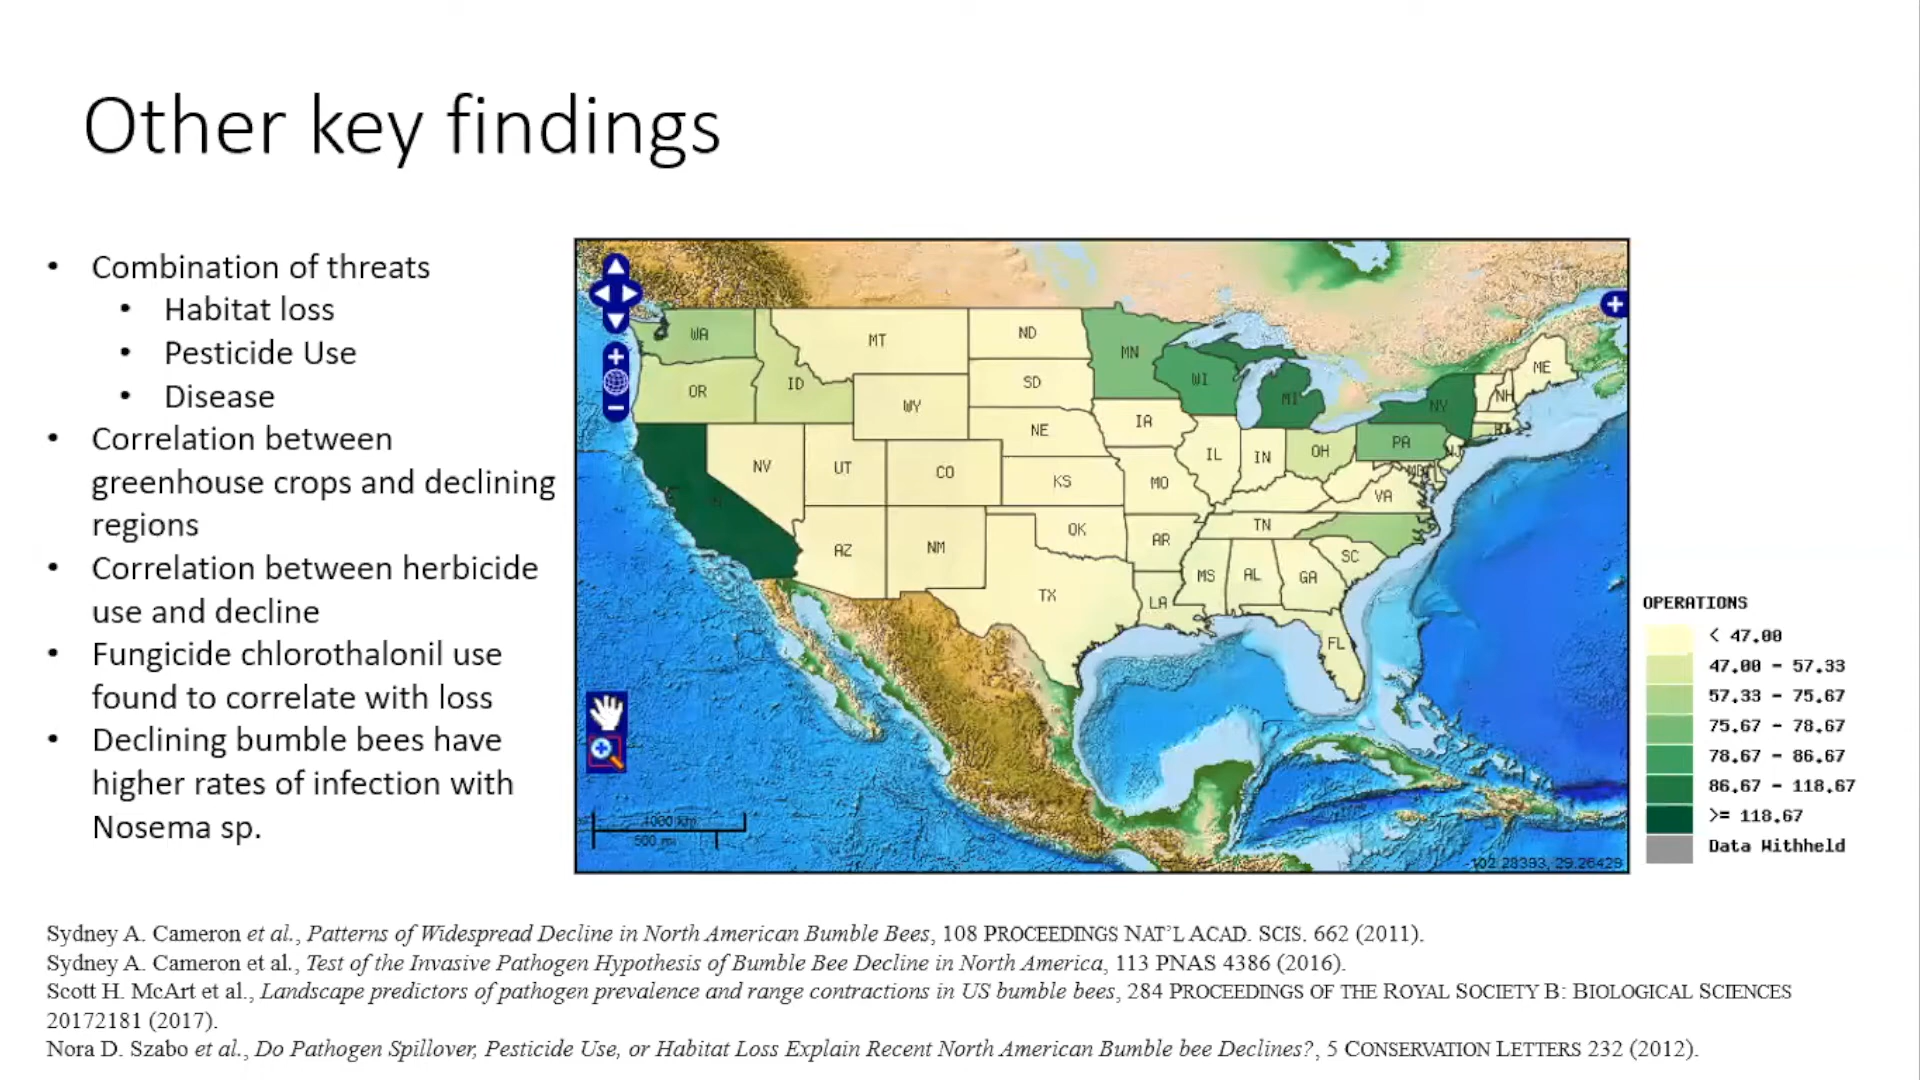 Other key findings
• Combination of threats
• Habitat loss
• Pesticide Use
• Disease
• Correlation between
greenhouse crops and declining
regions
• Correlation between herbicide
use and decline
• Fungicide chlorothalonil use
found to correlate with loss
• Declining bumble bees have
higher rates of infection with
Nosema sp.
WA
MT
ND
MN
ME
OR
ID
SD
WI
MI
NH
NY
WY
IA
NE
PA
NV
UT
CO
IL
IN
OH
NJ
KS
MO
VA
OK
TN
AZ
NM
AR
SC
TX
LA
MS
AL
GA
FL
1000 km
500 mi
-102.28393, 29.26429
OPERATIONS
< 47.00
47.00 - 57.33
57.33 - 75.67
75.67 - 78.67
78.67 - 86.67
86.67 - 118.67
>= 118.67
Data Withheld
Sydney A. Cameron et al., Patterns of Widespread Decline in North American Bumble Bees, 108 PROCEEDINGS NAT'L ACAD. SCIS. 662 (2011).
Sydney A. Cameron et al., Test of the Invasive Pathogen Hypothesis of Bumble Bee Decline in North America, 113 PNAS 4386 (2016).
Scott H. McArt et al., Landscape predictors of pathogen prevalence and range contractions in US bumble bees, 284 PROCEEDINGS OF THE ROYAL SOCIETY B: BIOLOGICAL SCIENCES
20172181 (2017).
Nora D. Szabo et al., Do Pathogen Spillover, Pesticide Use, or Habitat Loss Explain Recent North American Bumble bee Declines?, 5 CONSERVATION LETTERS 232 (2012).